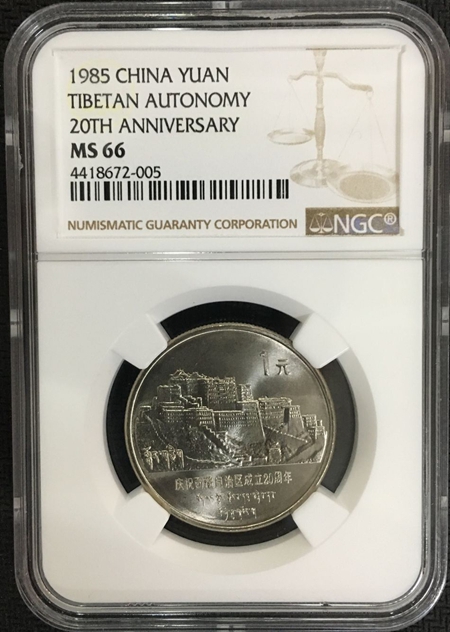 1985 CHINA YUAN
TIBETAN AUTONOMY
20TH ANNIVERSARY
MS 66
4418672-005
NUMISMATIC GUARANTY CORPORATION
NGC®
1元
庆祝西藏自治区成立20周年